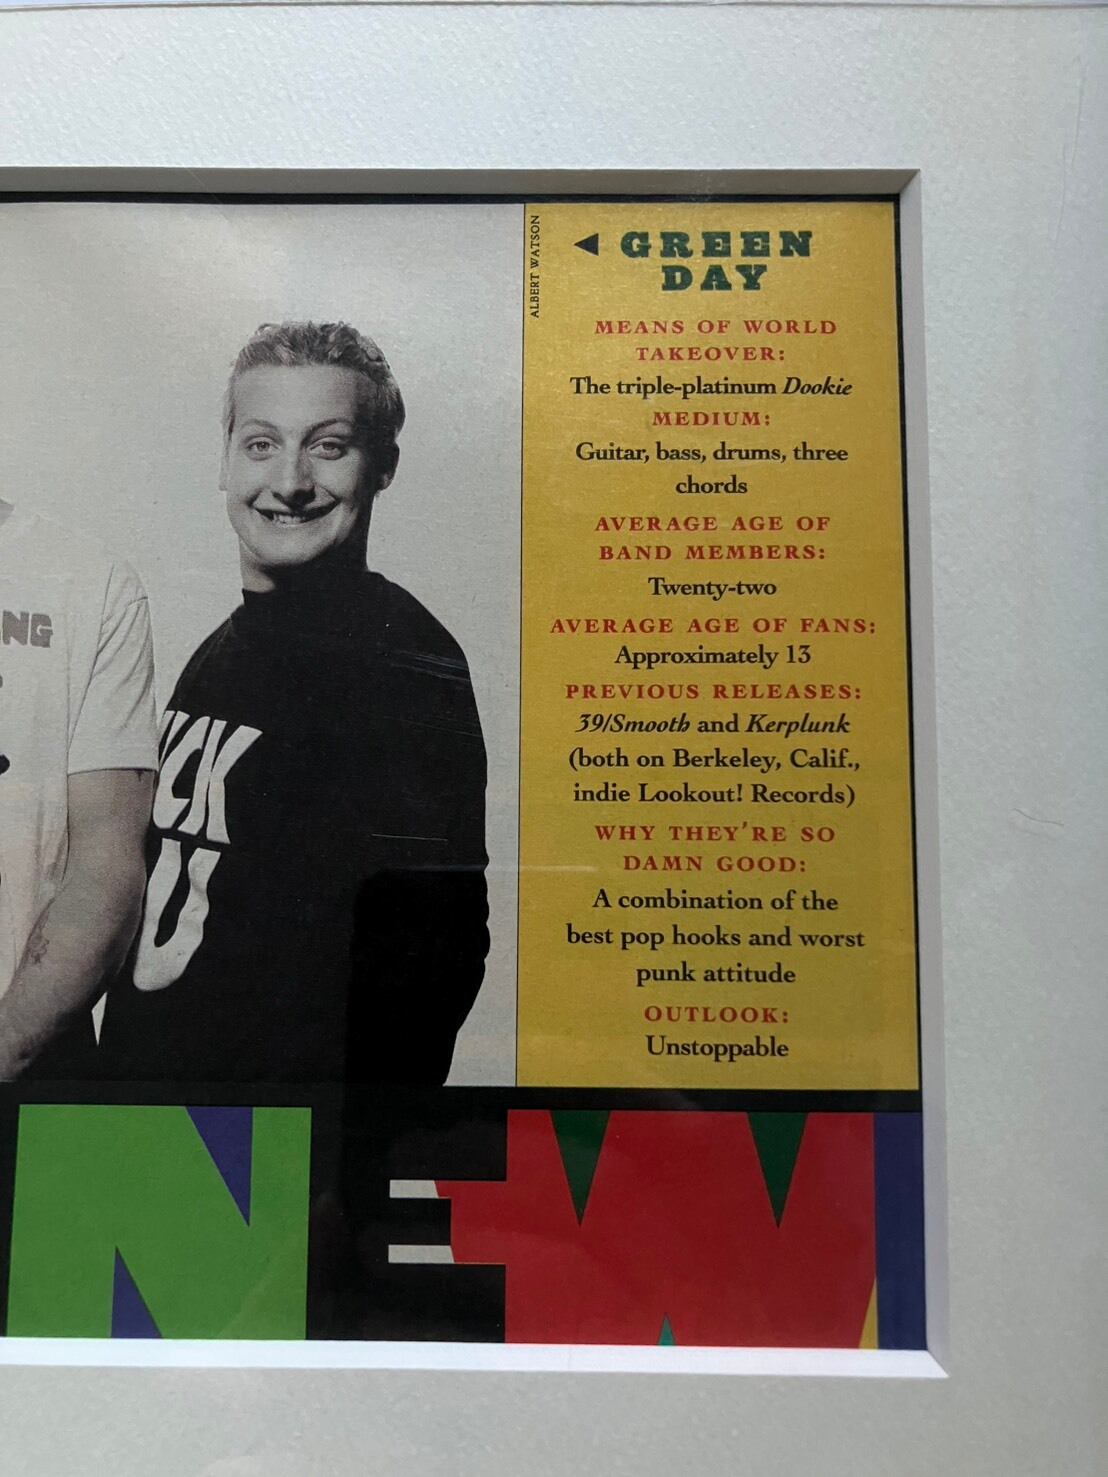 ALBERT WATSON
GREEN
DAY
MEANS OF WORLD
TAKEOVER:
The triple-platinum Dookie
MEDIUM:
Guitar, bass, drums, three
chords
AVERAGE AGE OF
BAND MEMBERS:
Twenty-two
AVERAGE AGE OF FANS:
Approximately 13
PREVIOUS RELEASES:
39/Smooth and Kerplunk
(both on Berkeley, Calif.,
indie Lookout! Records)
WHY THEY'RE SO
DAMN GOOD:
A combination of the
best pop hooks and worst
punk attitude
OUTLOOK:
Unstoppable
NG
UCK
U
NEW